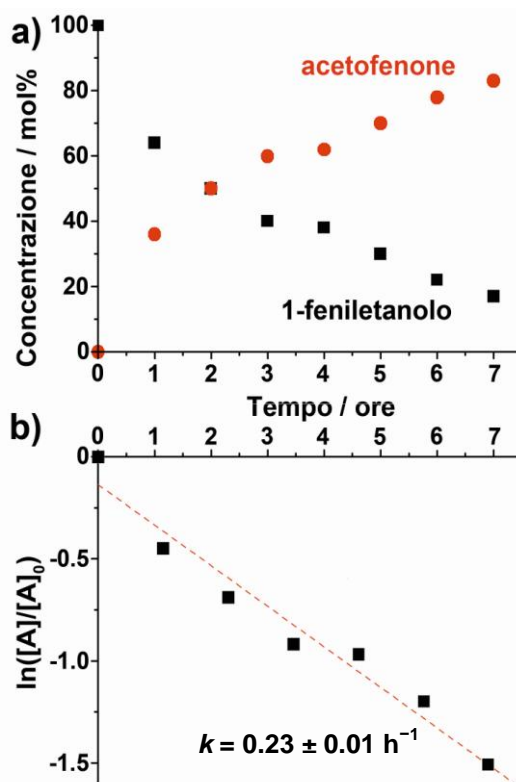 a)
100
80
60
40
20
0
Concentrazione / mol%
acetofenone
1-feniletanolo
0 1 2 3 4 5 6 7
Tempo / ore
b)
0 1 2 3 4 5 6 7
0
-0.5
-1.0
-1.5
ln([A]/[A]₀)
k = 0.23 ± 0.01 h⁻¹